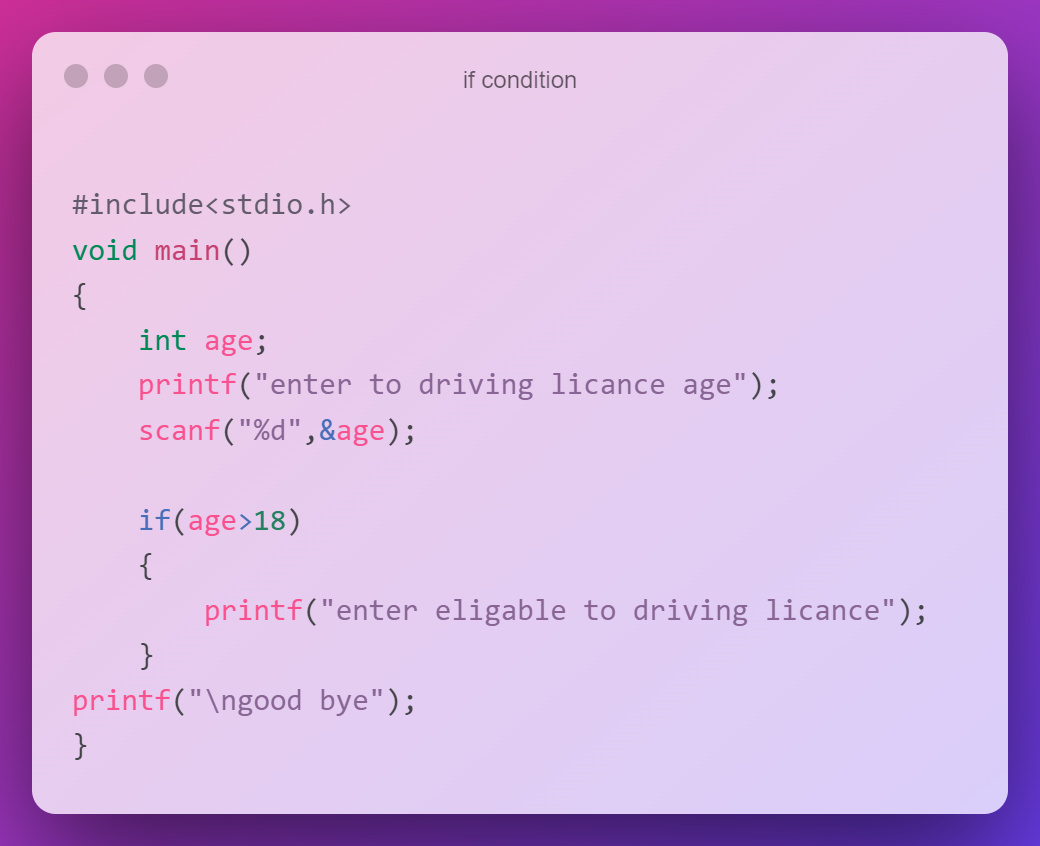 if condition
#include<stdio.h>
void main()
{
    int age;
    printf("enter to driving licance age");
    scanf("%d",&age);
    if(age>18)
    {
        printf("enter eligable to driving licance");
    }
printf("\ngood bye");
}